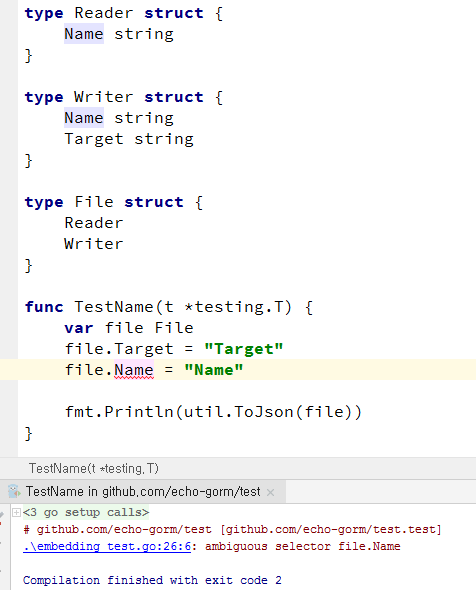 type Reader struct {
    Name string
}
type Writer struct {
    Name string
    Target string
}
type File struct {
    Reader
    Writer
}
func TestName(t *testing.T) {
    var file File
    file.Target = "Target"
    file.Name = "Name"
    fmt.Println(util.ToJson(file))
}
TestName(t *testing.T)
TestName in github.com/echo-gorm/test ×
<3 go setup calls>
# github.com/echo-gorm/test [github.com/echo-gorm/test.test]
.\embedding_test.go:26:6: ambiguous selector file.Name
Compilation finished with exit code 2